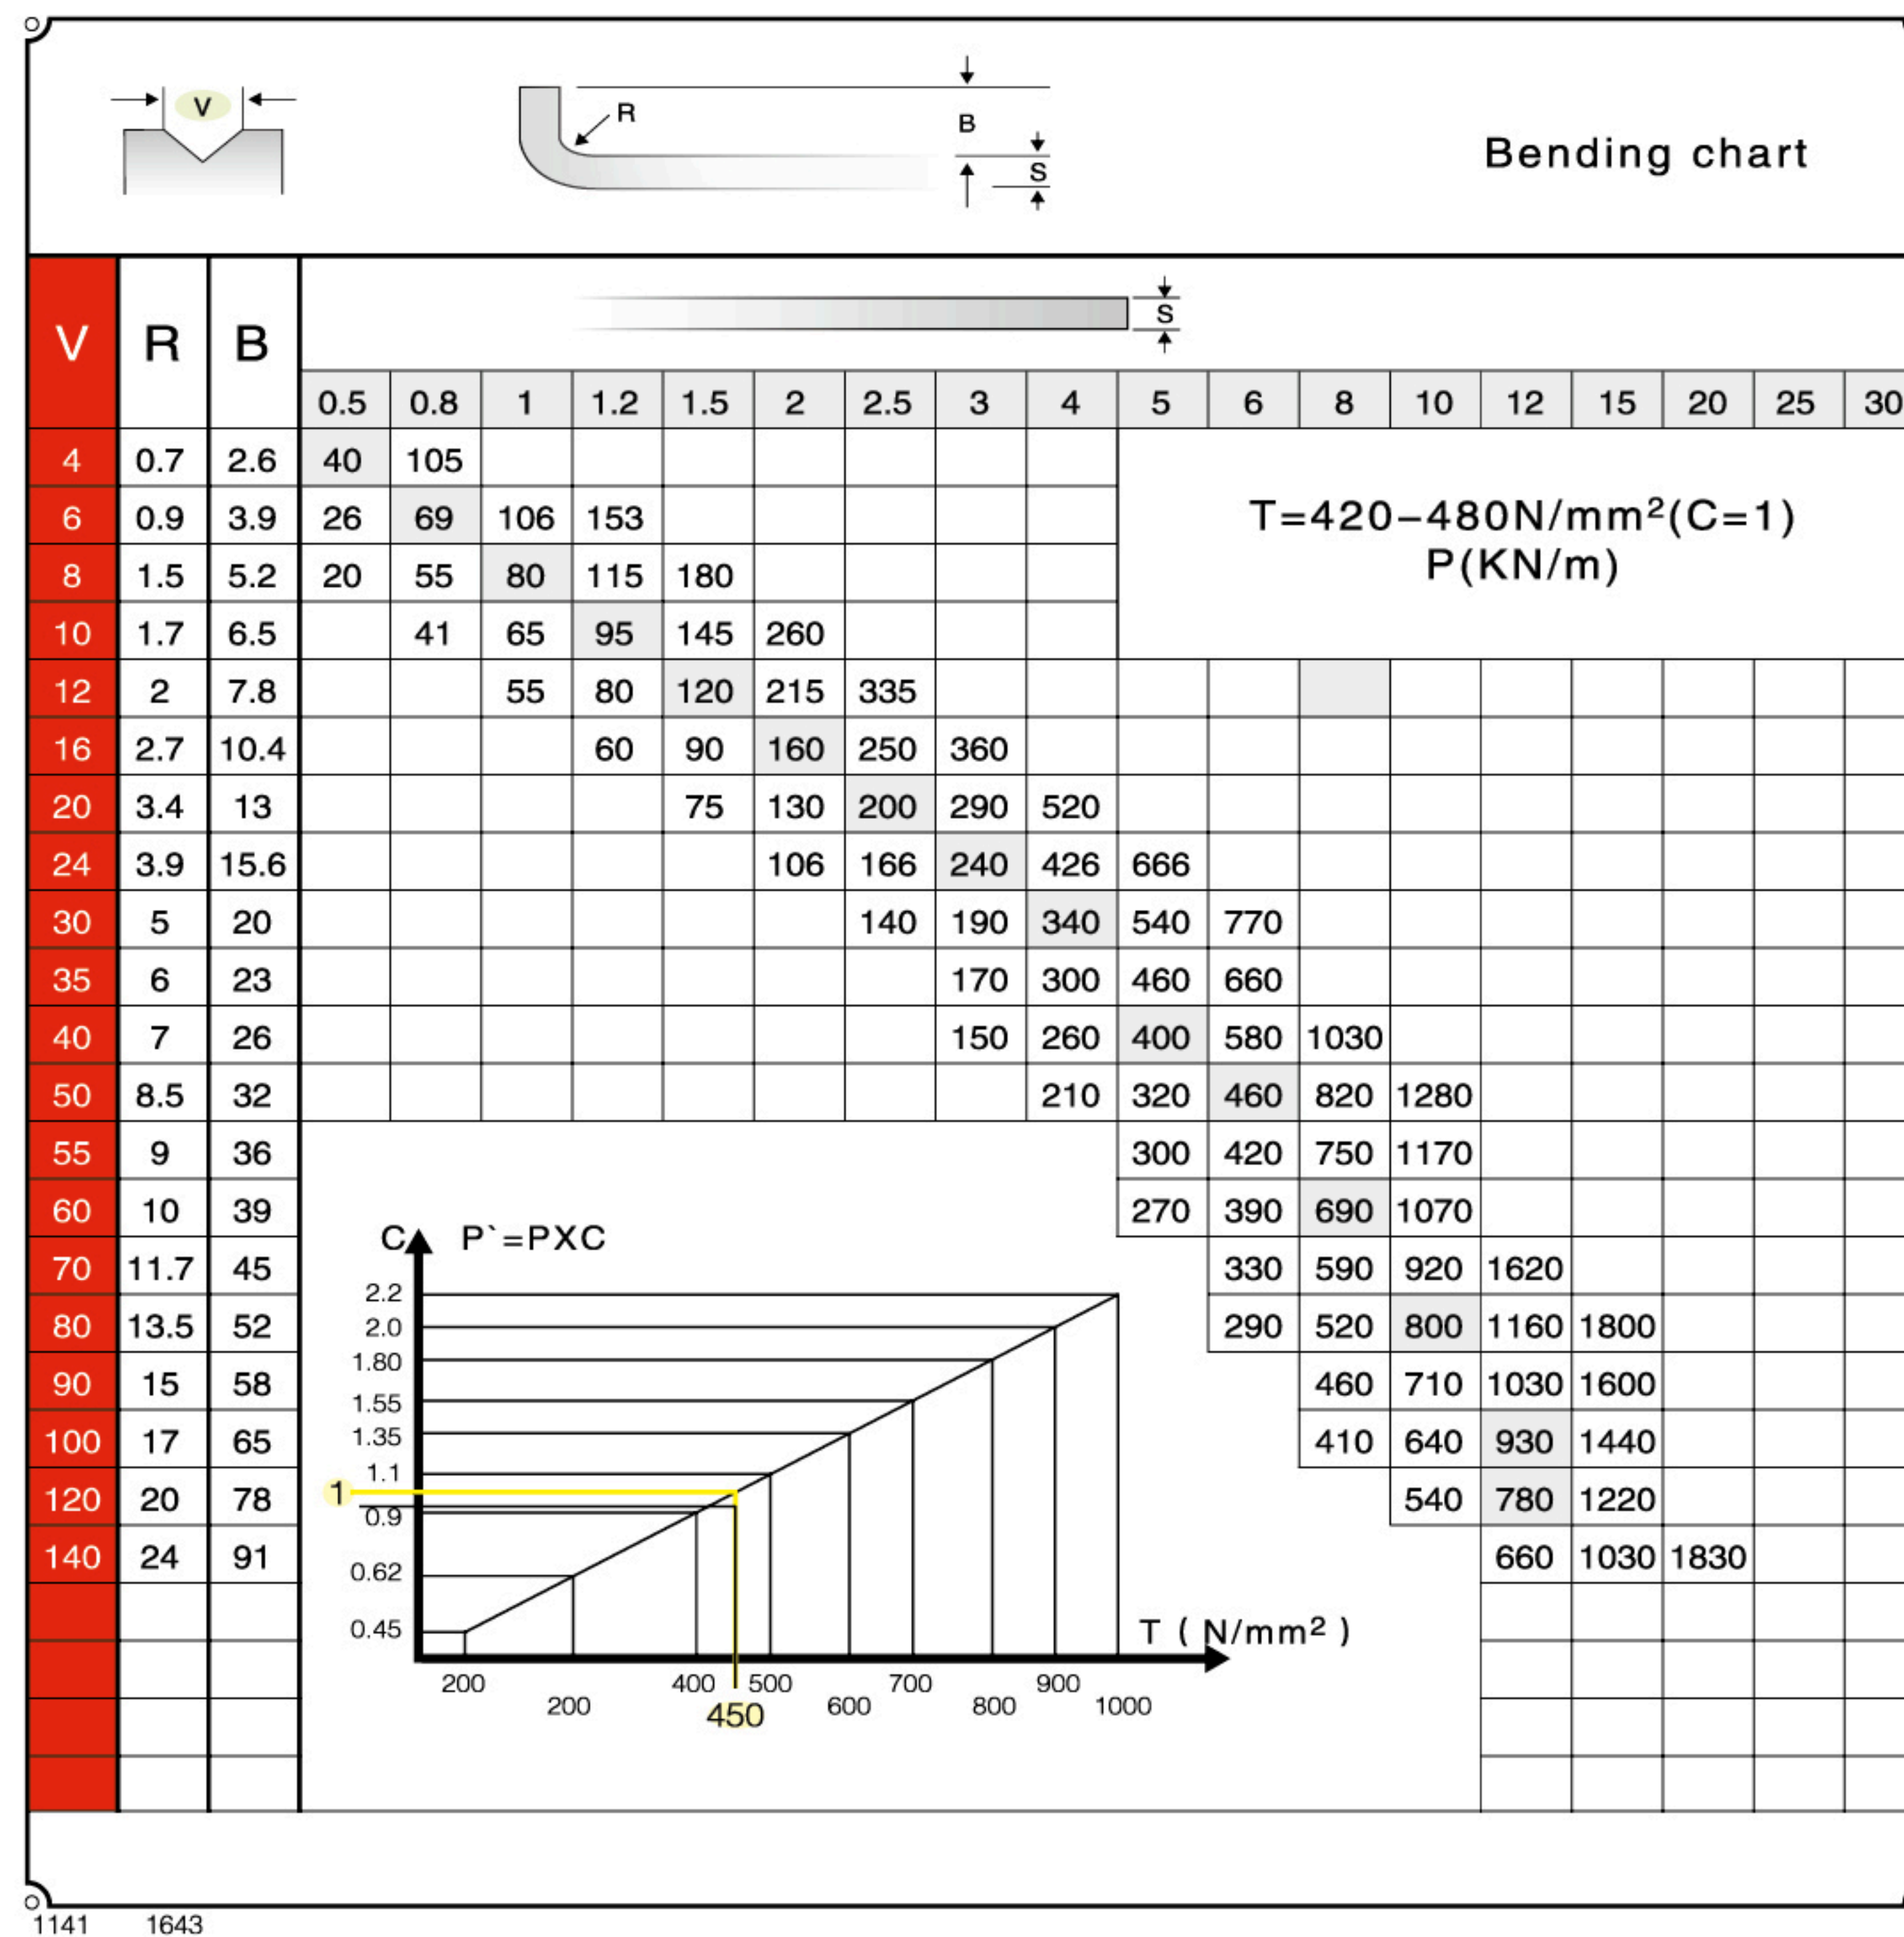 V
R
B
S
Bending chart
V R B
S
0.5 0.8 1 1.2 1.5 2 2.5 3 4 5 6 8 10 12 15 20 25 30
4 0.7 2.6 40 105
T=420-480N/mm²(C=1)
P(KN/m)
6 0.9 3.9 26 69 106 153
8 1.5 5.2 20 55 80 115 180
10 1.7 6.5 41 65 95 145 260
12 2 7.8 55 80 120 215 335
16 2.7 10.4 60 90 160 250 360
20 3.4 13 75 130 200 290 520
24 3.9 15.6 106 166 240 426 666
30 5 20 140 190 340 540 770
35 6 23 170 300 460 660
40 7 26 150 260 400 580 1030
50 8.5 32 210 320 460 820 1280
55 9 36 300 420 750 1170
60 10 39 270 390 690 1070
70 11.7 45 330 590 920 1620
80 13.5 52 290 520 800 1160 1800
90 15 58 460 710 1030 1600
100 17 65 410 640 930 1440
120 20 78 540 780 1220
140 24 91 660 1030 1830
C P`=PXC
2.2
2.0
1.80
1.55
1.35
1.1
1
0.9
0.62
0.45
T ( N/mm² )
200 400 500 700 900
200 450 600 800 1000
1141 1643